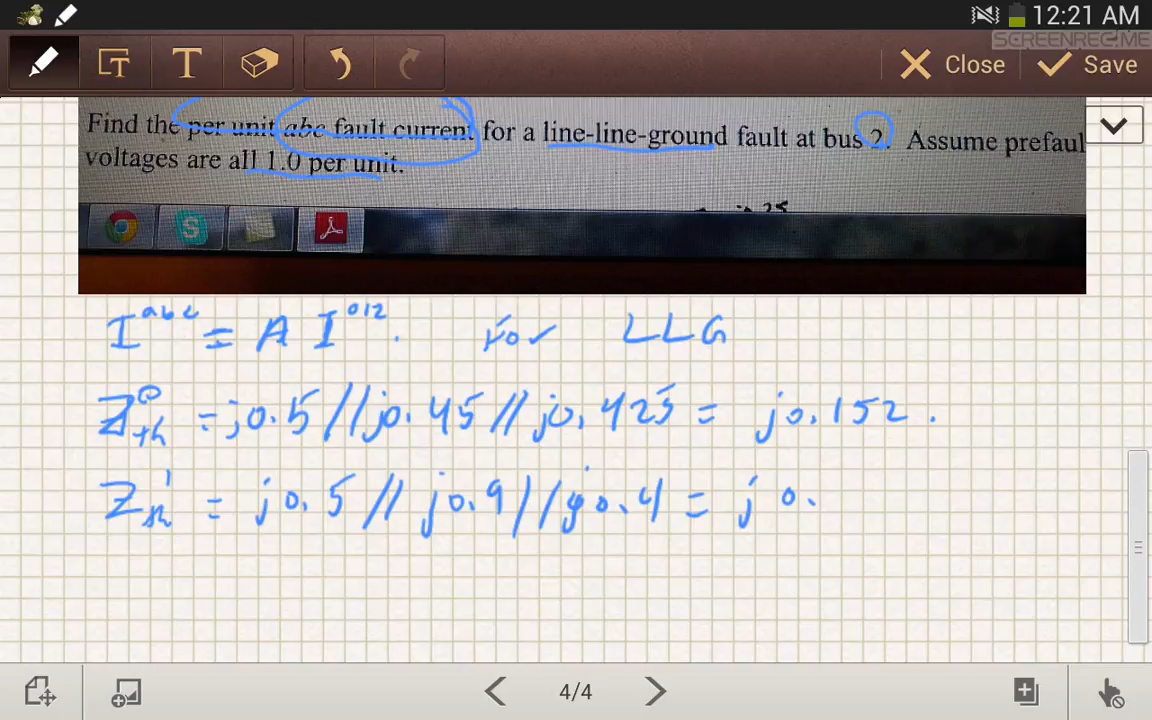 12:21 AM
SCREENREC.ME
T T Close Save
Find the per unit abc fault current for a line-line-ground fault at bus 2. Assume prefaul
voltages are all 1.0 per unit.
I^abc = A I^012. For LLG
Z^0_th = j0.5 // j0.45 // j0.425 = j0.152.
Z^1_th = j0.5 // j0.9 // j0.4 = j0.
4/4